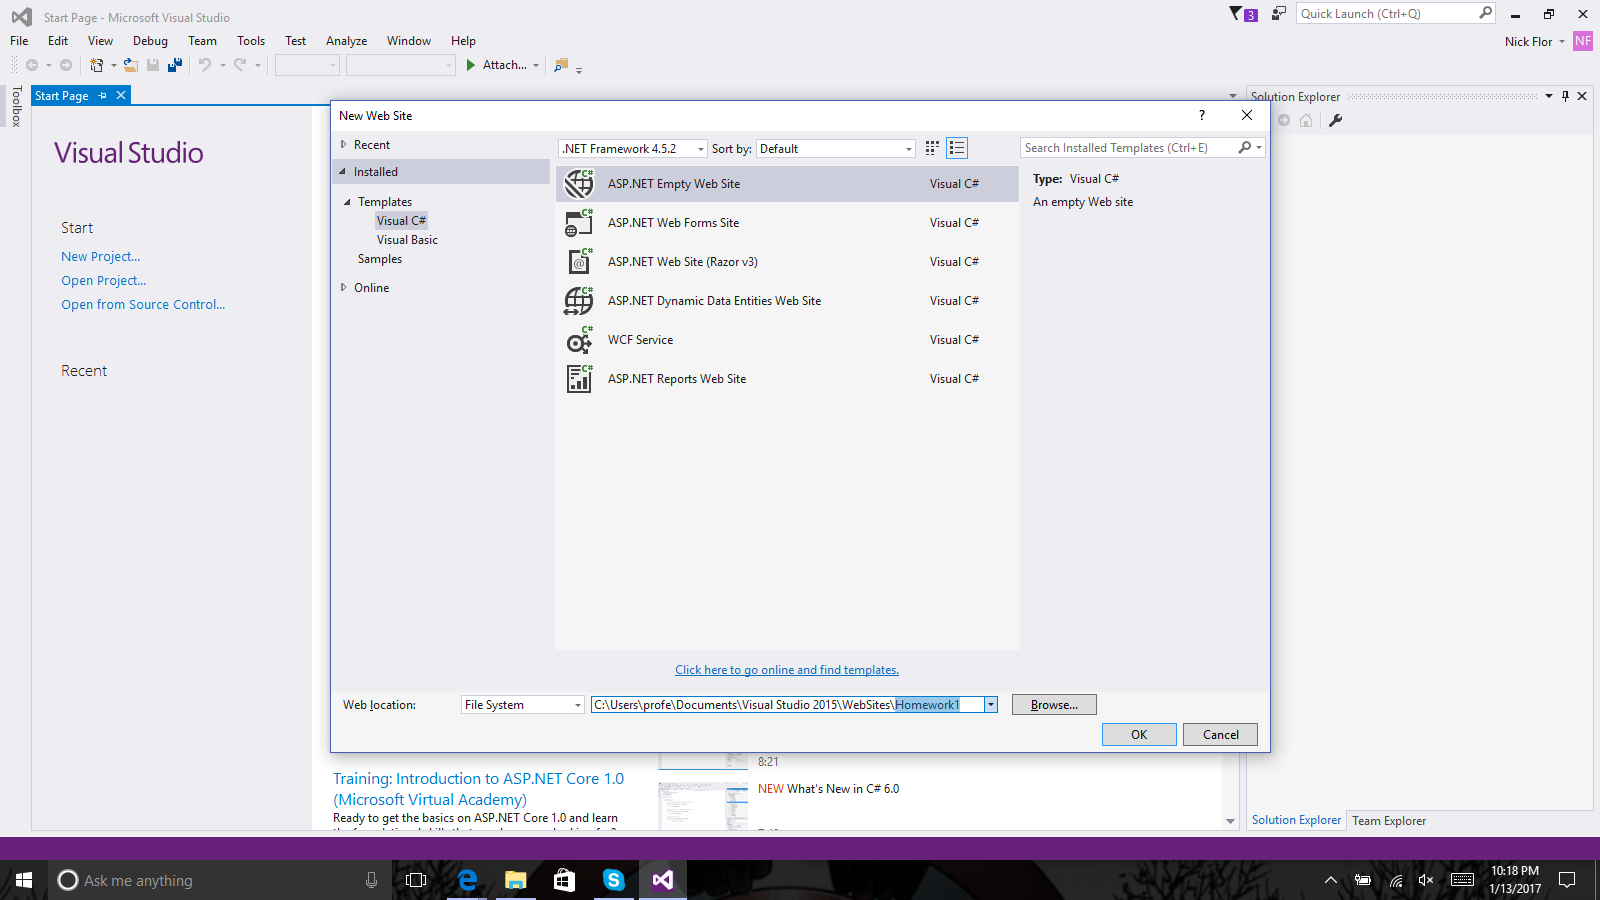 Start Page - Microsoft Visual Studio
3
Quick Launch (Ctrl+Q)
File Edit View Debug Team Tools Test Analyze Window Help
Nick Flor NF
Attach...
Toolbox
Start Page
Solution Explorer
Visual Studio
Start
New Project...
Open Project...
Open from Source Control...
Recent
New Web Site
?
Recent
Installed
Templates
Visual C#
Visual Basic
Samples
Online
.NET Framework 4.5.2 Sort by: Default
Search Installed Templates (Ctrl+E)
C# ASP.NET Empty Web Site Visual C#
C# ASP.NET Web Forms Site Visual C#
C# @ ASP.NET Web Site (Razor v3) Visual C#
C# ASP.NET Dynamic Data Entities Web Site Visual C#
C# WCF Service Visual C#
C# ASP.NET Reports Web Site Visual C#
Type: Visual C#
An empty Web site
Click here to go online and find templates.
Web location: File System C:\Users\profe\Documents\Visual Studio 2015\WebSites\Homework1 Browse...
OK Cancel
8:21
Training: Introduction to ASP.NET Core 1.0
(Microsoft Virtual Academy)
Ready to get the basics on ASP.NET Core 1.0 and learn
NEW What's New in C# 6.0
Solution Explorer Team Explorer
Ask me anything
10:18 PM
1/13/2017